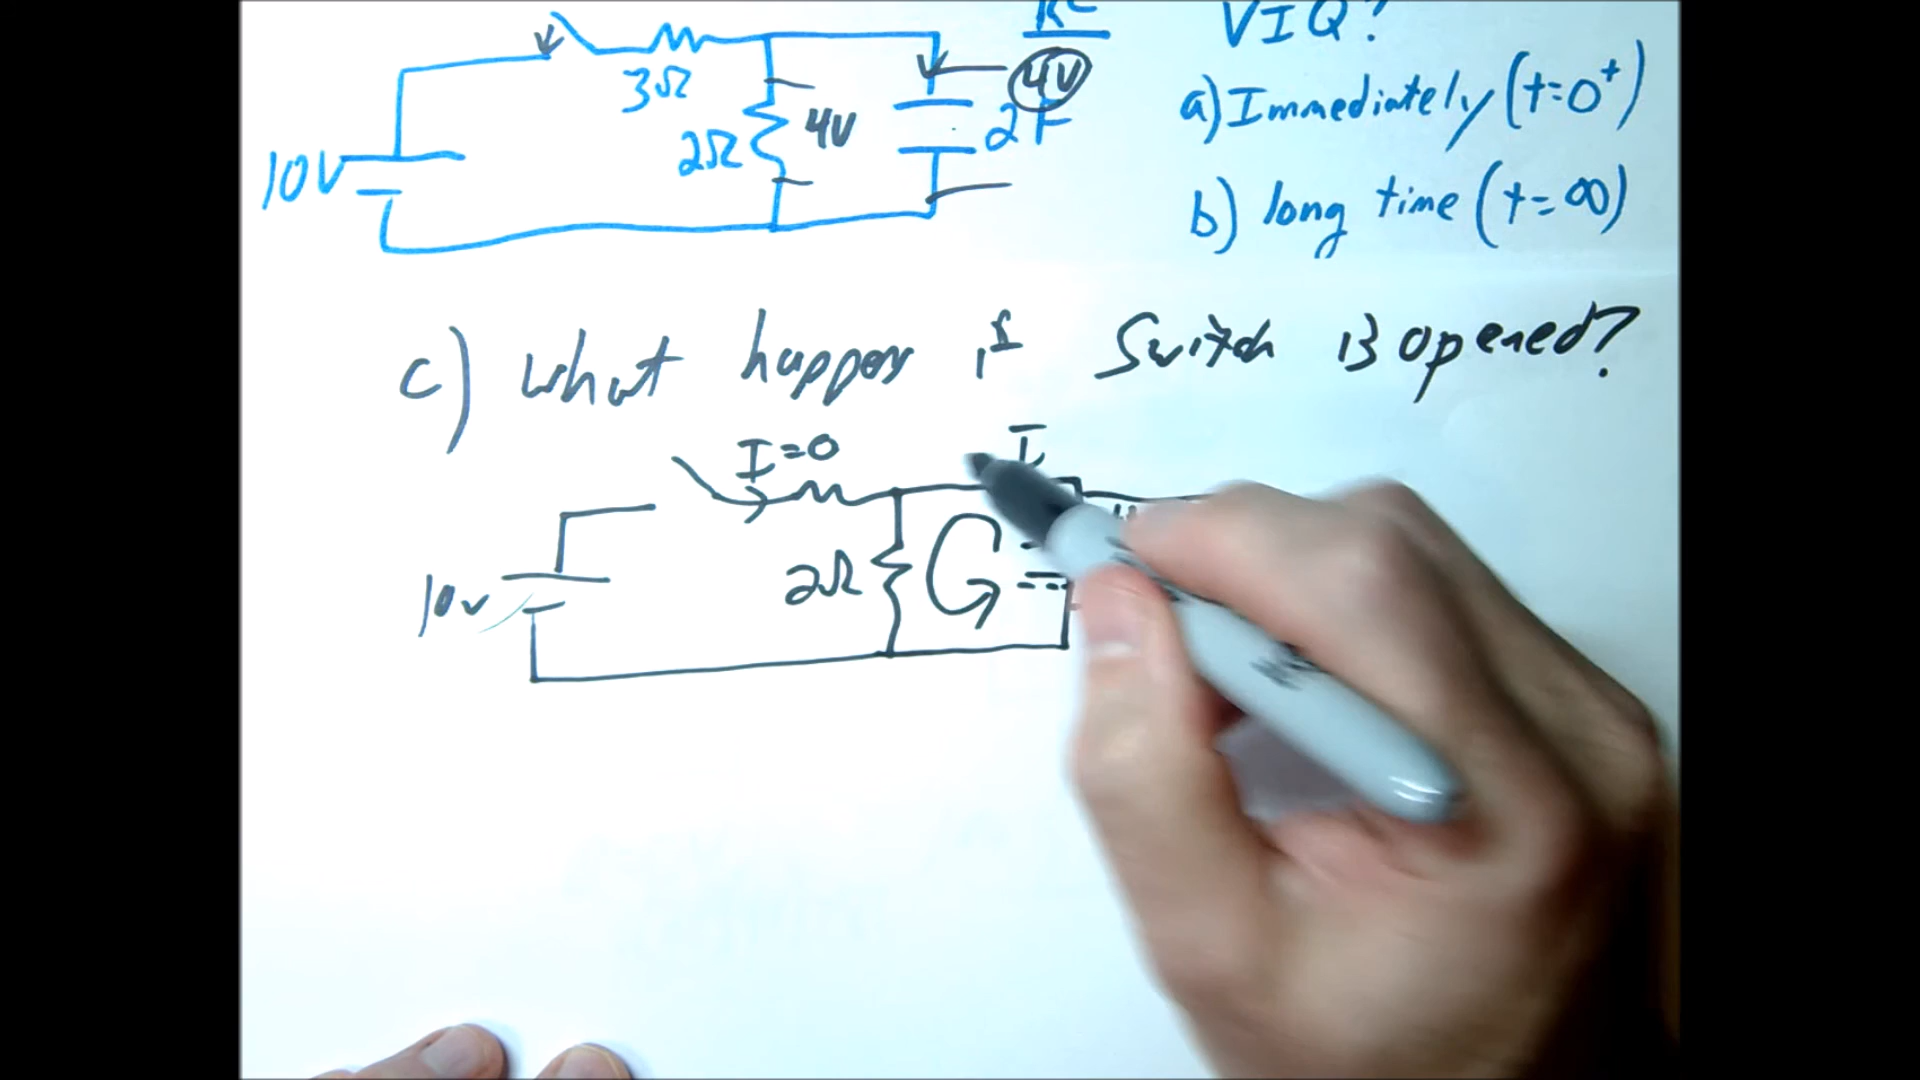 RC
VIQ?
3Ω
4V
a) Immediately (t=0⁺)
2Ω
4V
2F
10V
b) long time (t=∞)
c) what happens if Switch is opened?
I=0
I
2Ω
10v